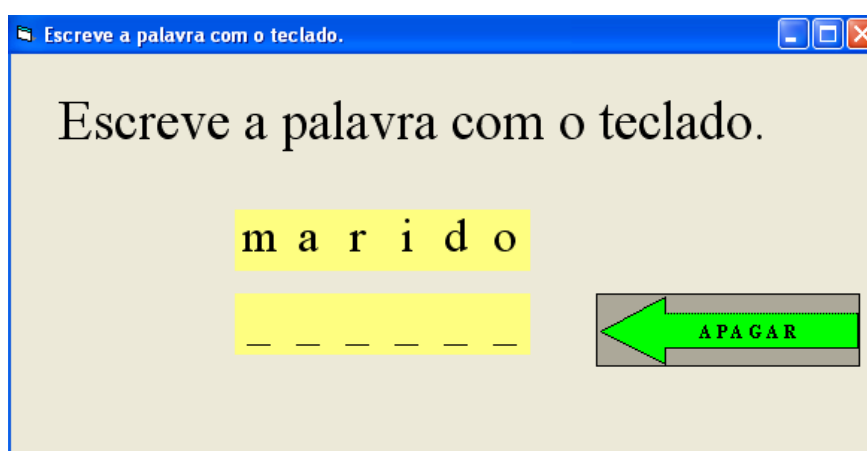 Escreve a palavra com o teclado.
Escreve a palavra com o teclado.
m a r i d o
_ _ _ _ _ _
APAGAR